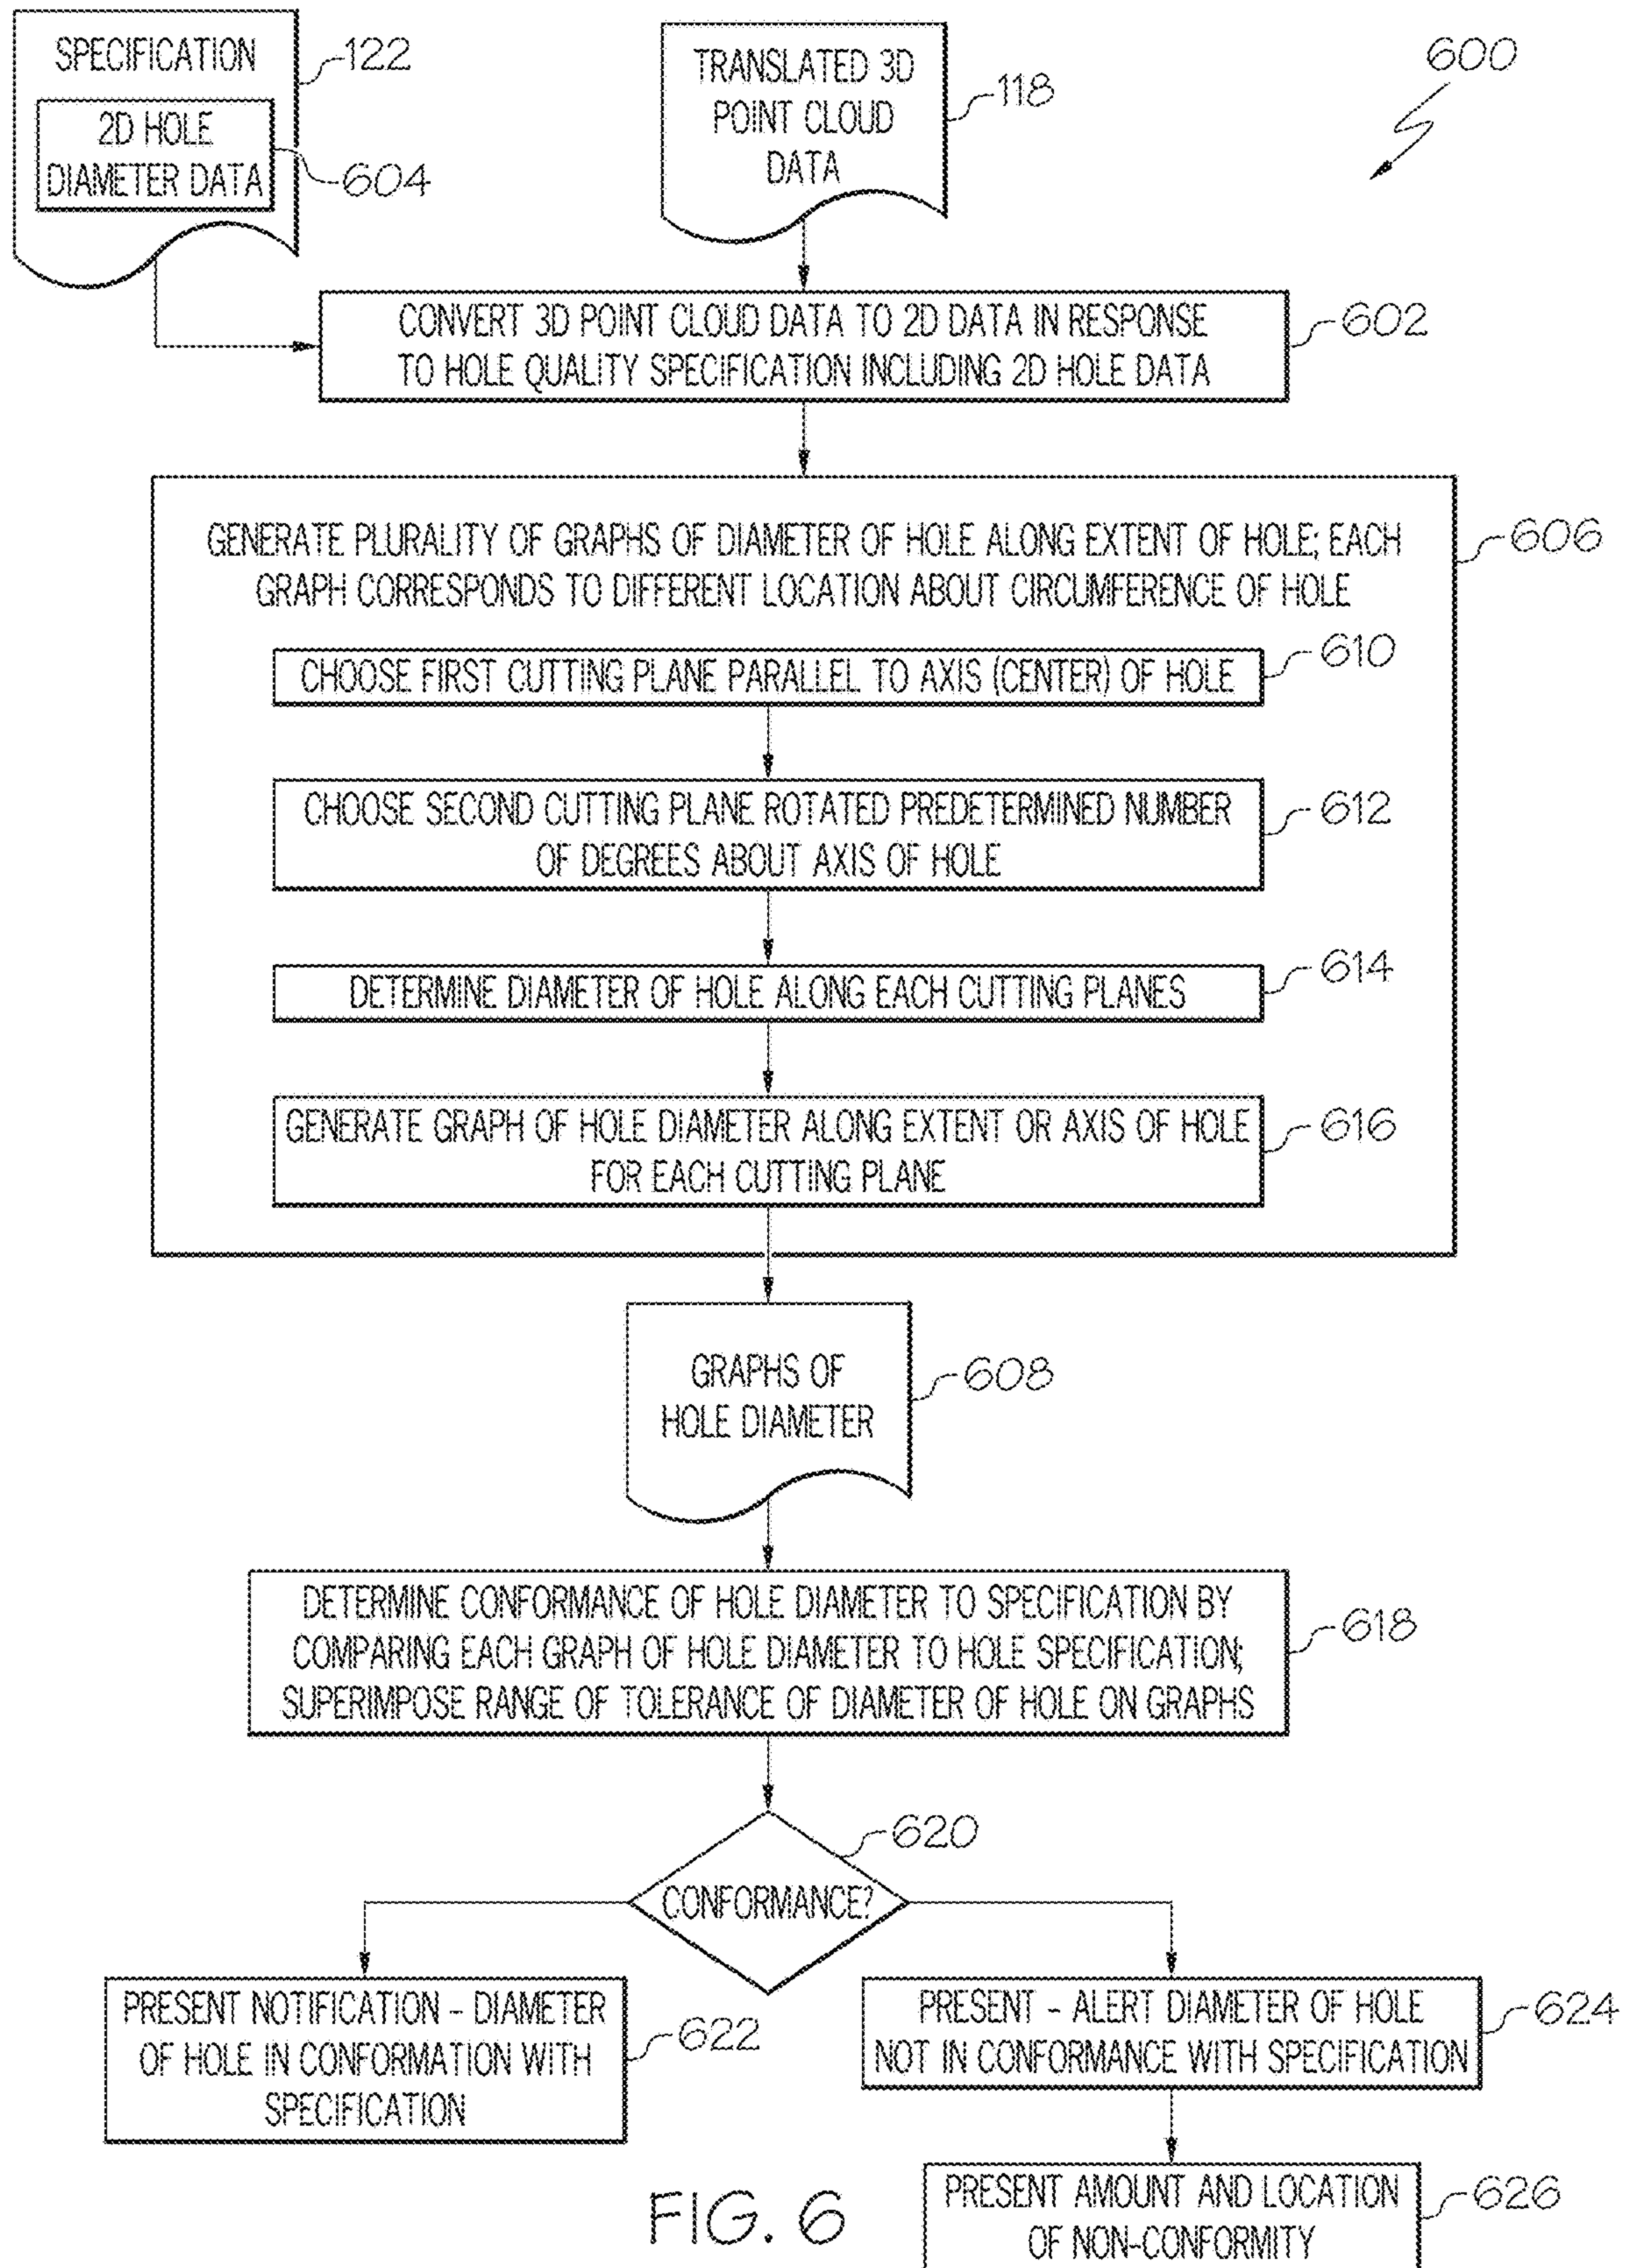 SPECIFICATION
122
2D HOLE
DIAMETER DATA
604
TRANSLATED 3D
POINT CLOUD
DATA
118
600
CONVERT 3D POINT CLOUD DATA TO 2D DATA IN RESPONSE
TO HOLE QUALITY SPECIFICATION INCLUDING 2D HOLE DATA
602
GENERATE PLURALITY OF GRAPHS OF DIAMETER OF HOLE ALONG EXTENT OF HOLE; EACH
GRAPH CORRESPONDS TO DIFFERENT LOCATION ABOUT CIRCUMFERENCE OF HOLE
606
CHOOSE FIRST CUTTING PLANE PARALLEL TO AXIS (CENTER) OF HOLE
610
CHOOSE SECOND CUTTING PLANE ROTATED PREDETERMINED NUMBER
OF DEGREES ABOUT AXIS OF HOLE
612
DETERMINE DIAMETER OF HOLE ALONG EACH CUTTING PLANES
614
GENERATE GRAPH OF HOLE DIAMETER ALONG EXTENT OR AXIS OF HOLE
FOR EACH CUTTING PLANE
616
GRAPHS OF
HOLE DIAMETER
608
DETERMINE CONFORMANCE OF HOLE DIAMETER TO SPECIFICATION BY
COMPARING EACH GRAPH OF HOLE DIAMETER TO HOLE SPECIFICATION;
SUPERIMPOSE RANGE OF TOLERANCE OF DIAMETER OF HOLE ON GRAPHS
618
CONFORMANCE?
620
PRESENT NOTIFICATION - DIAMETER
OF HOLE IN CONFORMATION WITH
SPECIFICATION
622
PRESENT - ALERT DIAMETER OF HOLE
NOT IN CONFORMANCE WITH SPECIFICATION
624
PRESENT AMOUNT AND LOCATION
OF NON-CONFORMITY
626
FIG. 6